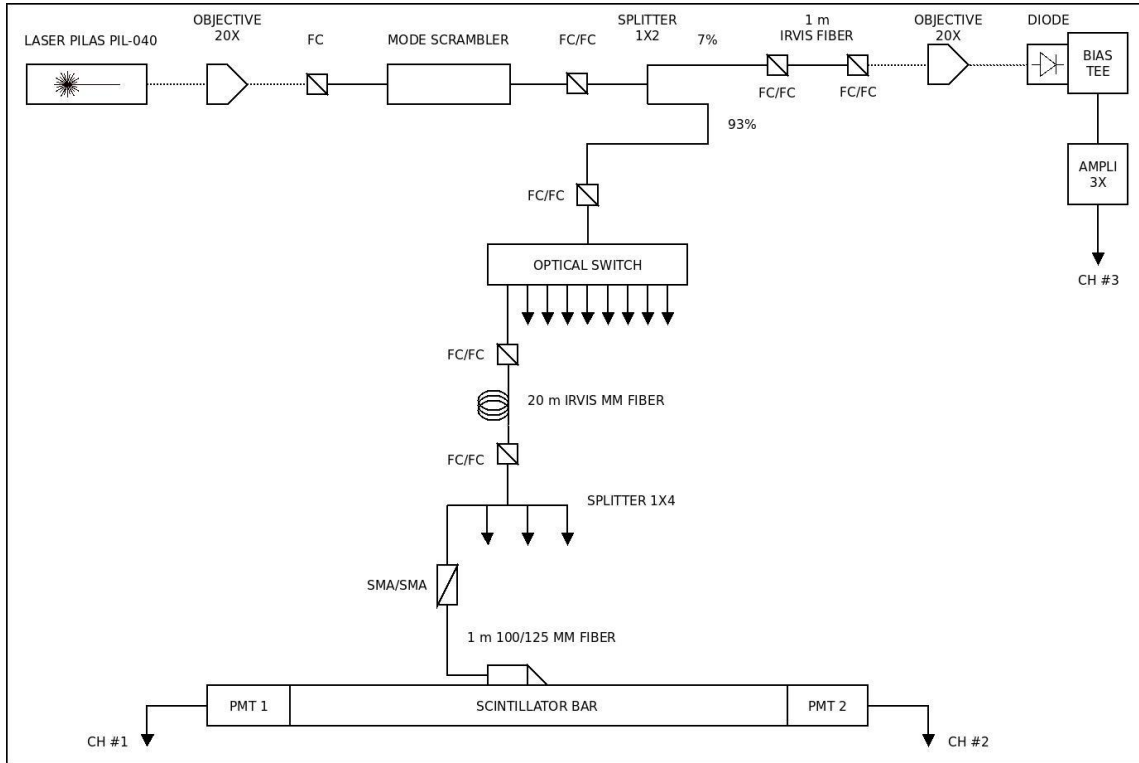 OBJECTIVE
20X
LASER PILAS PIL-040
FC
MODE SCRAMBLER
FC/FC
SPLITTER
1X2
7%
1 m
IRVIS FIBER
OBJECTIVE
20X
DIODE
BIAS
TEE
FC/FC
FC/FC
93%
AMPLI
3X
FC/FC
OPTICAL SWITCH
CH #3
FC/FC
20 m IRVIS MM FIBER
FC/FC
SPLITTER 1X4
SMA/SMA
1 m 100/125 MM FIBER
PMT 1
SCINTILLATOR BAR
PMT 2
CH #1
CH #2